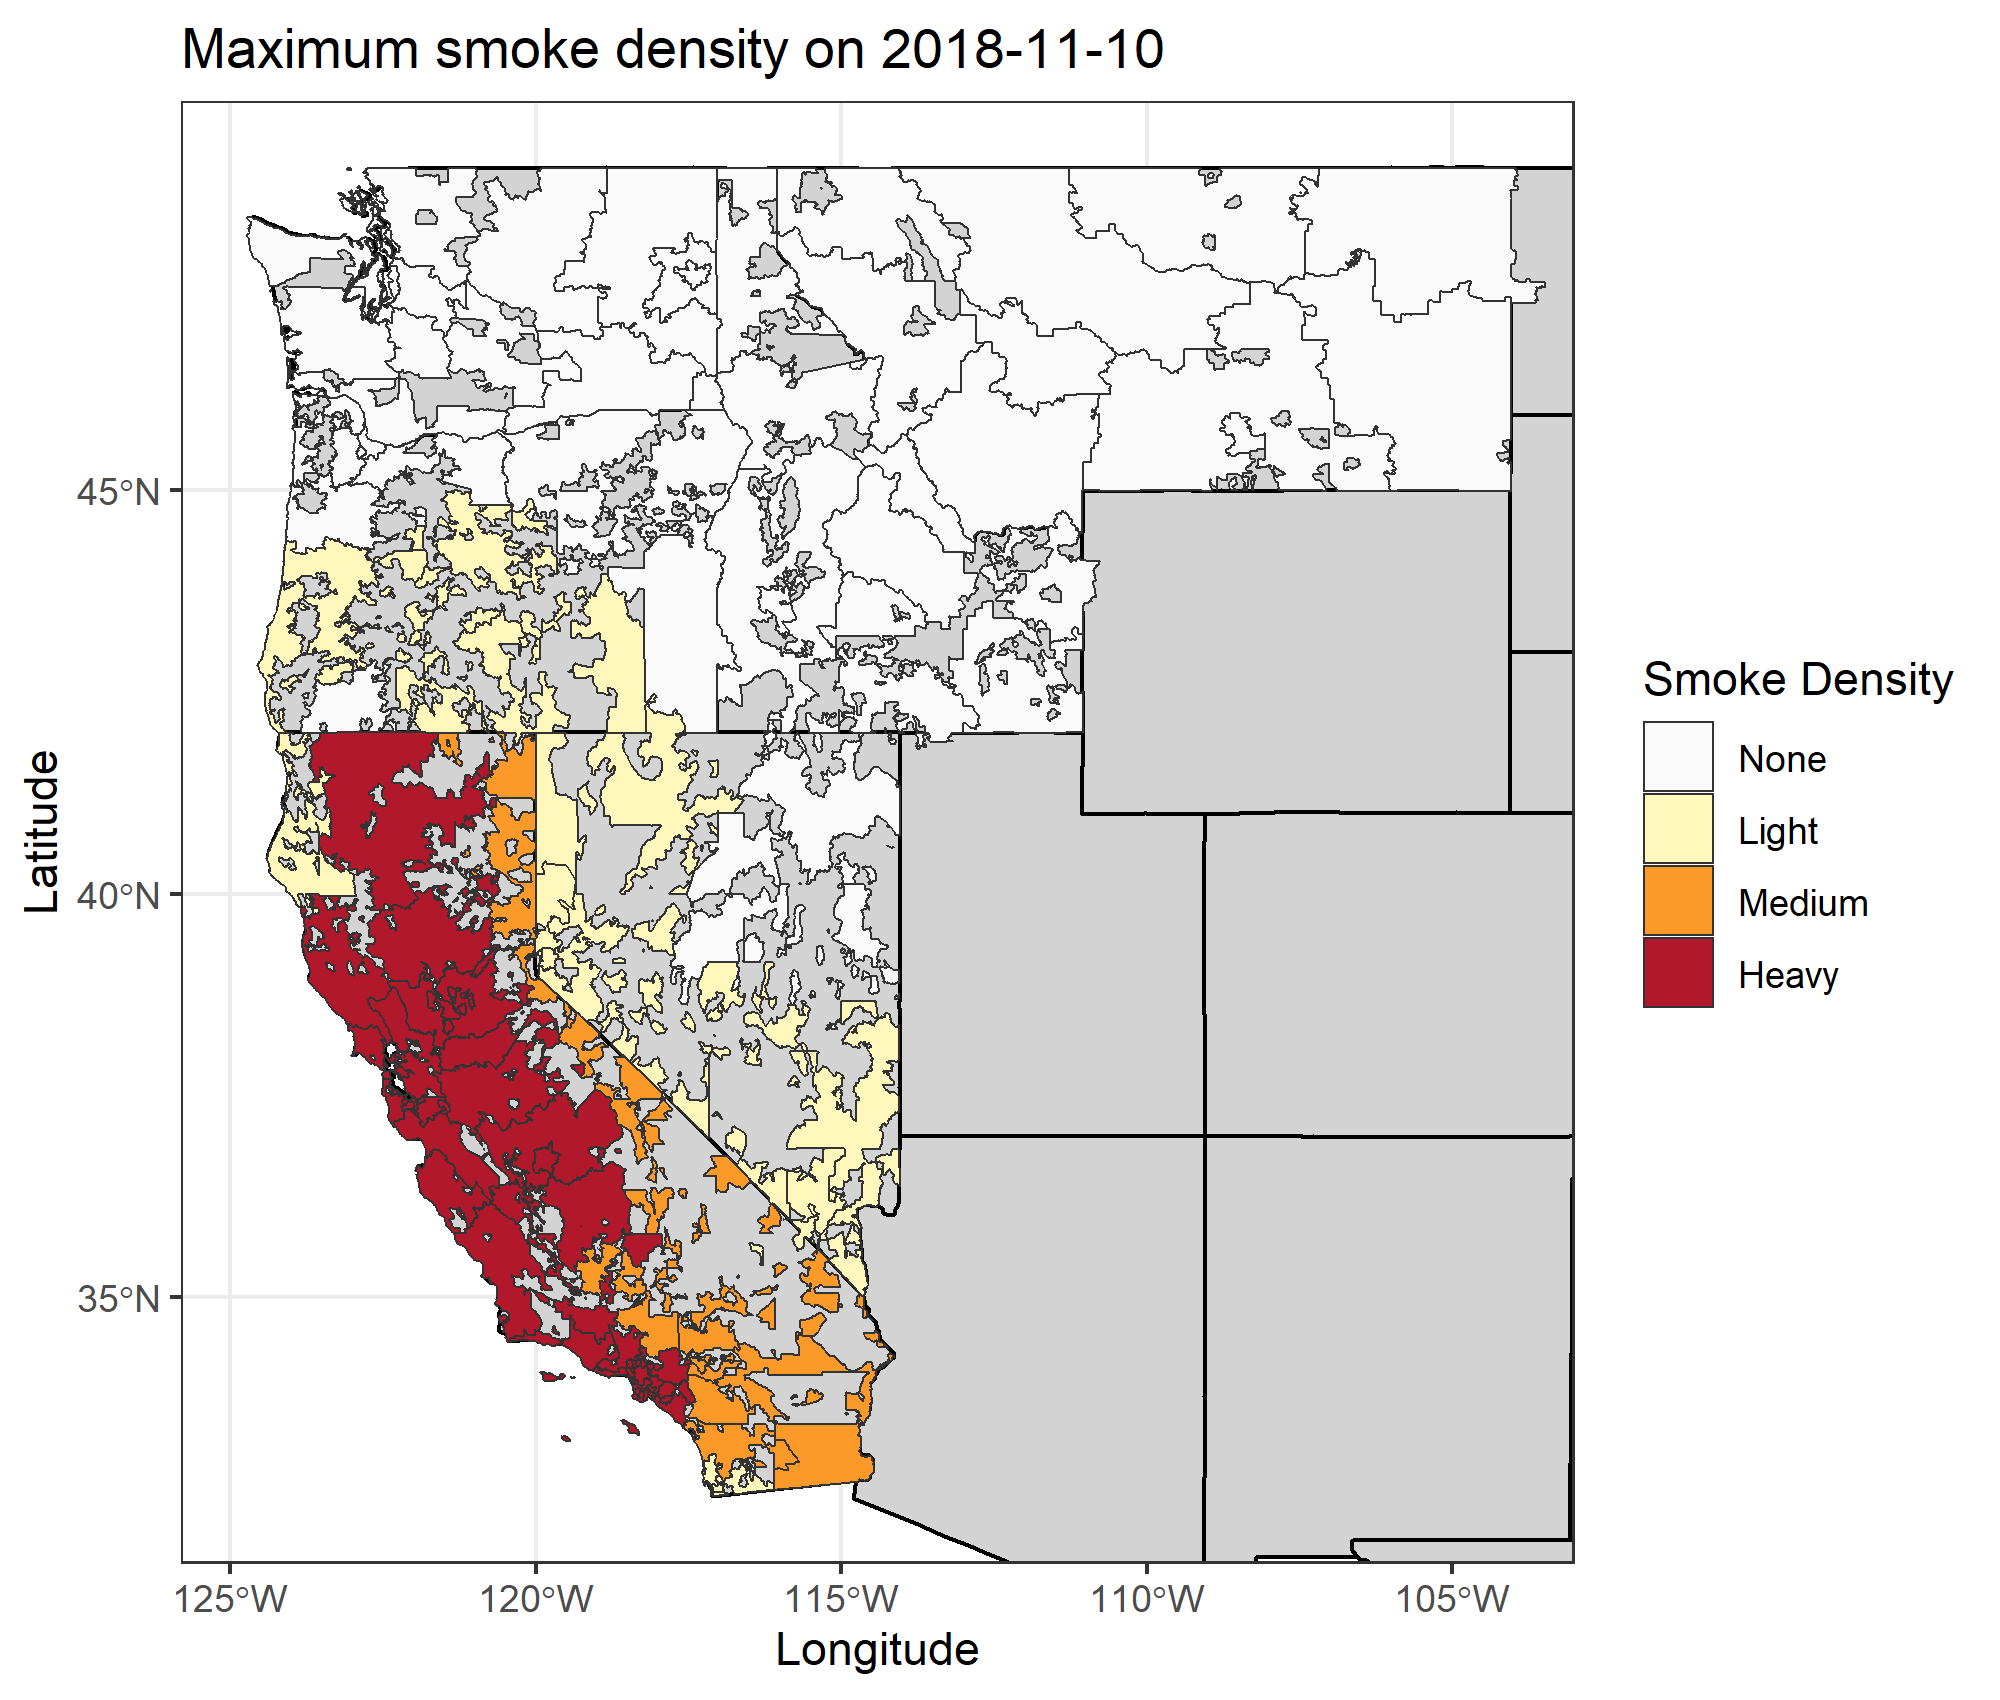 Maximum smoke density on 2018-11-10
45°N
40°N
35°N
Latitude
125°W
120°W
115°W
110°W
105°W
Longitude
Smoke Density
None
Light
Medium
Heavy